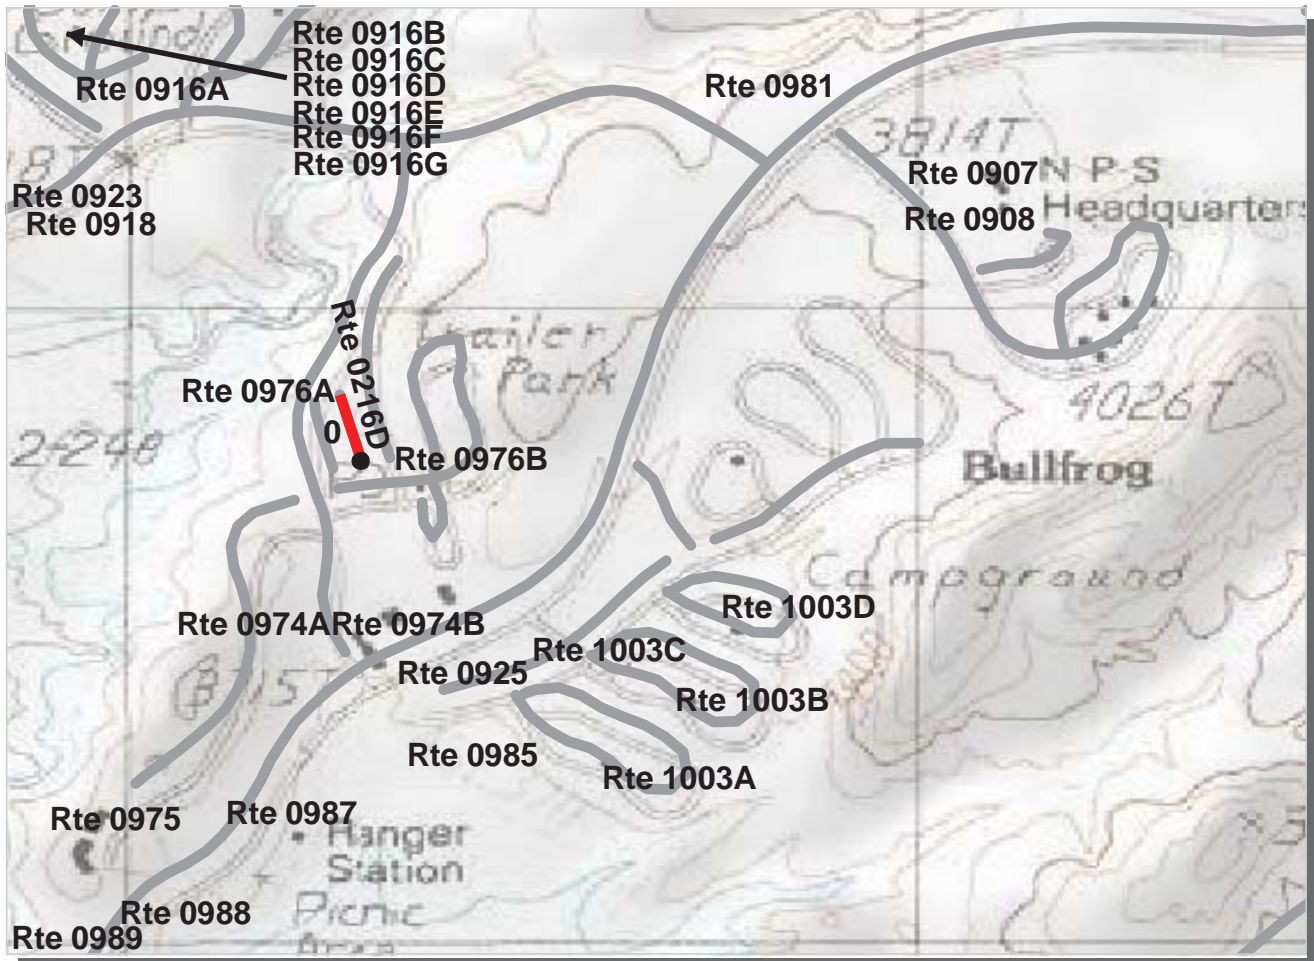 Rte 0916B
Rte 0916C
Rte 0916D
Rte 0916E
Rte 0916F
Rte 0916G
Rte 0916A
Rte 0981
3814T
Rte 0907
N P S
Headquarters
Rte 0908
Rte 0923
Rte 0918
Trailer
Park
Rte 0216D
Rte 0976A
0
Rte 0976B
4026T
Bullfrog
Campground
Rte 0974A
Rte 0974B
Rte 1003D
Rte 1003C
Rte 0925
Rte 1003B
Rte 0985
Rte 1003A
Rte 0975
Rte 0987
Ranger
Station
Picnic
Area
Rte 0988
Rte 0989